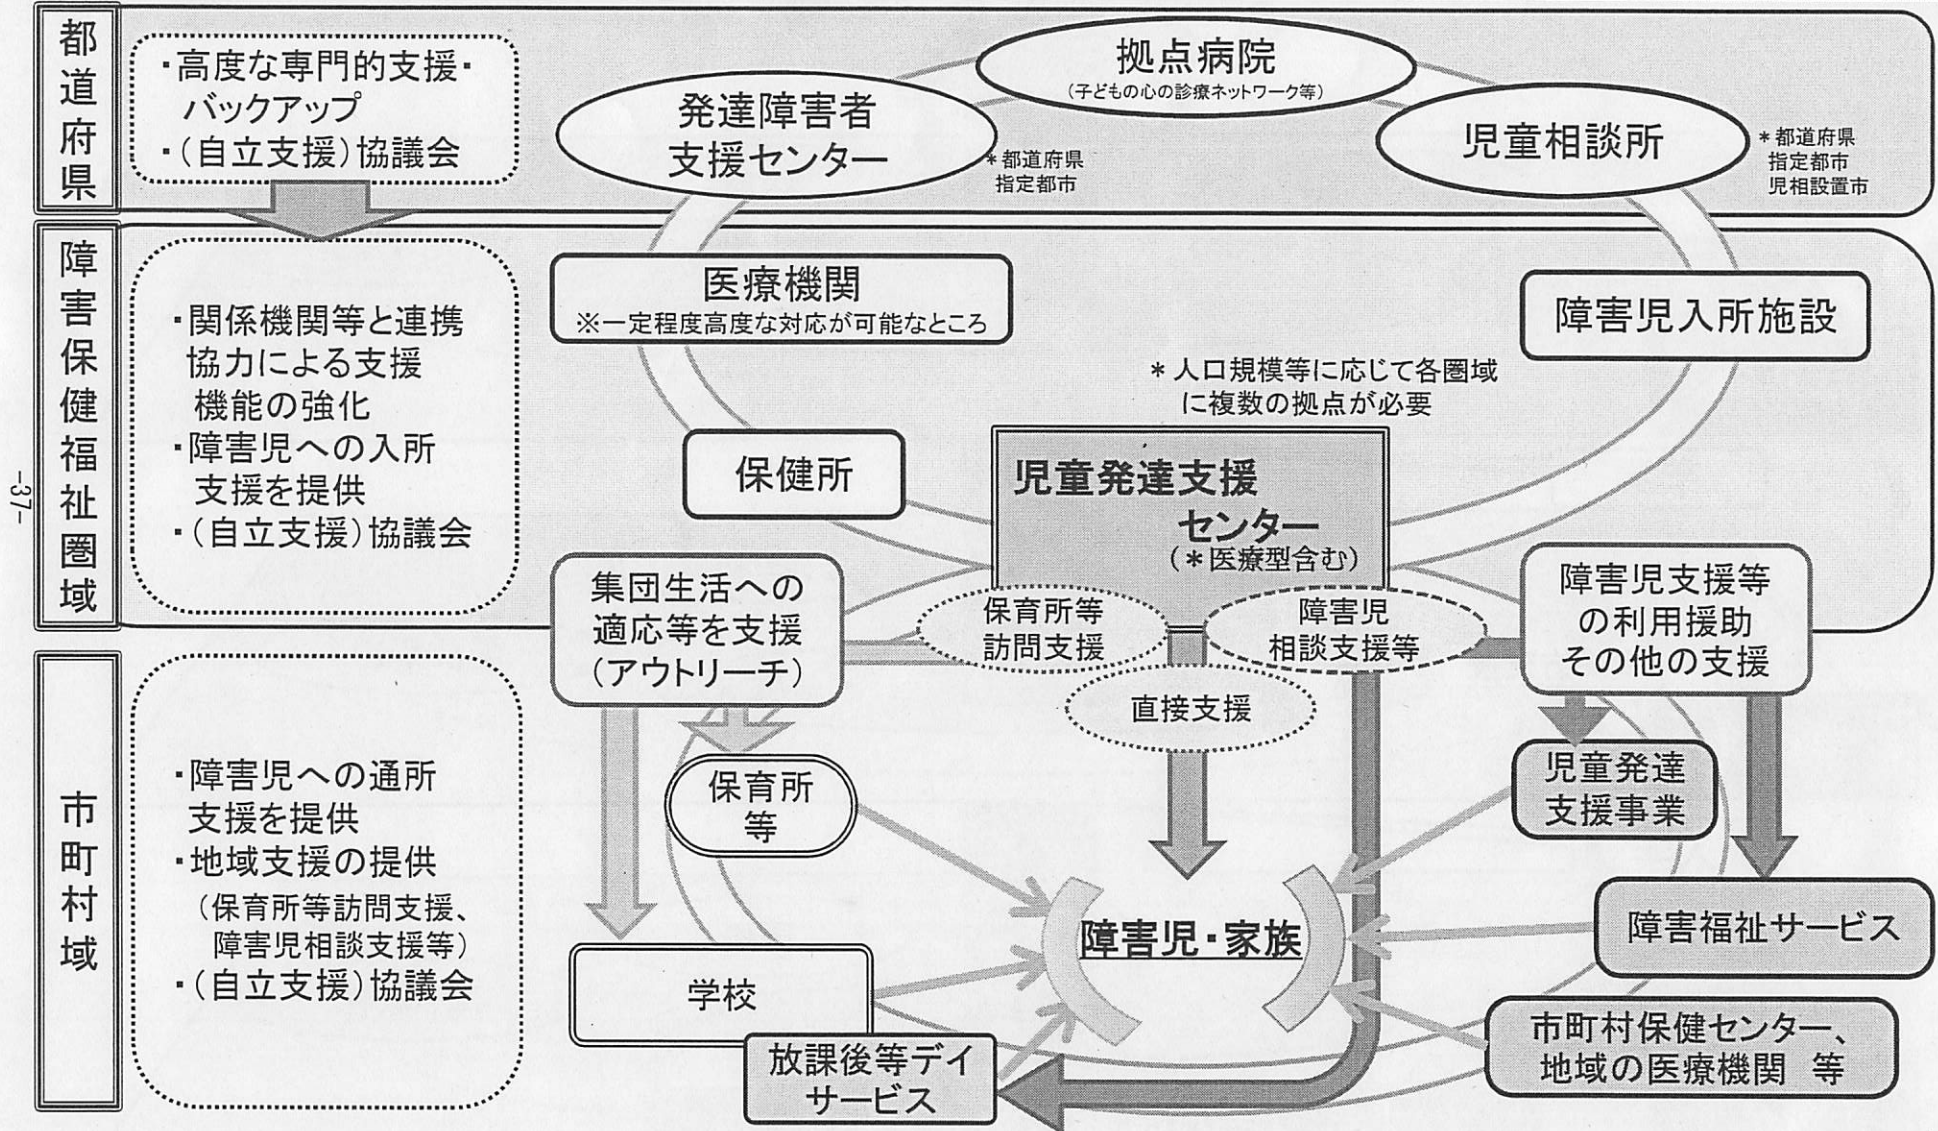 都道府県
・高度な専門的支援・
バックアップ
・(自立支援)協議会
発達障害者
支援センター
＊都道府県
指定都市
拠点病院
(子どもの心の診療ネットワーク等)
児童相談所
＊都道府県
指定都市
児相設置市
障害保健福祉圏域
・関係機関等と連携
協力による支援
機能の強化
・障害児への入所
支援を提供
・(自立支援)協議会
医療機関
※一定程度高度な対応が可能なところ
障害児入所施設
＊人口規模等に応じて各圏域
に複数の拠点が必要
保健所
児童発達支援
センター
(＊医療型含む)
集団生活への
適応等を支援
(アウトリーチ)
保育所等
訪問支援
障害児
相談支援等
障害児支援等
の利用援助
その他の支援
直接支援
市町村域
・障害児への通所
支援を提供
・地域支援の提供
(保育所等訪問支援、
障害児相談支援等)
・(自立支援)協議会
保育所
等
児童発達
支援事業
障害児・家族
障害福祉サービス
学校
放課後等デイ
サービス
市町村保健センター、
地域の医療機関 等
-37-